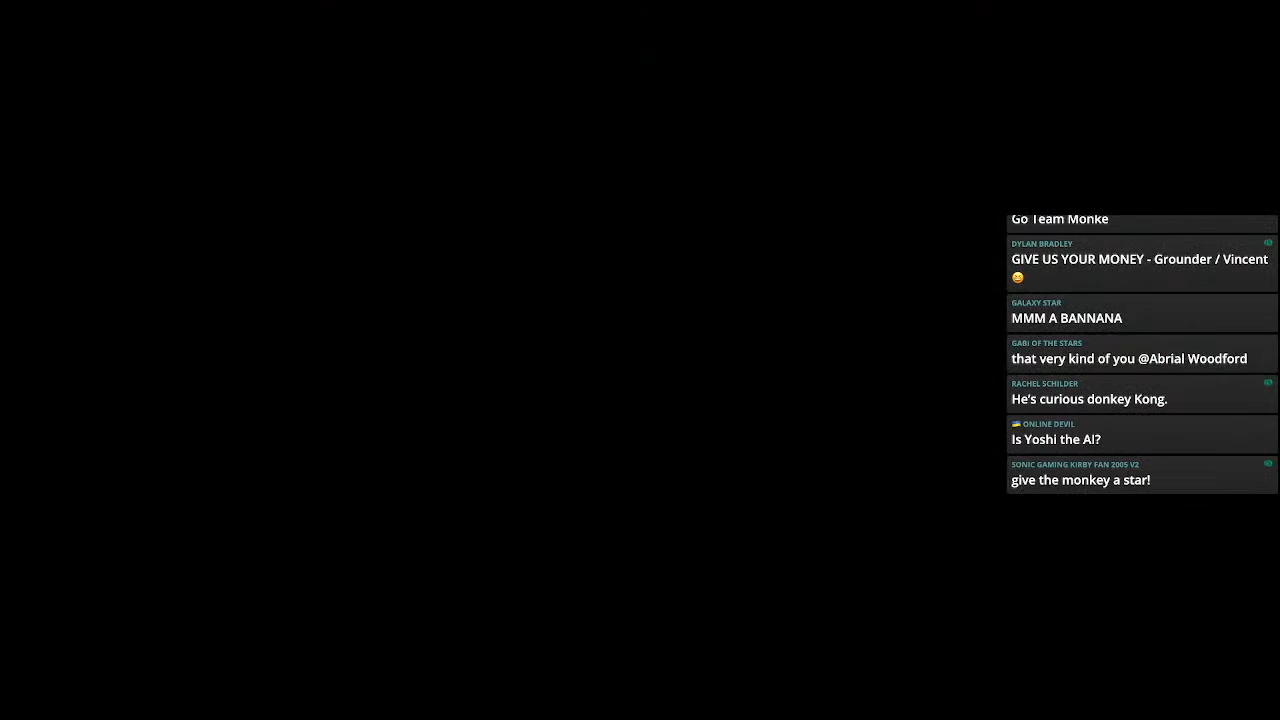 Go Team Monke
DYLAN BRADLEY
GIVE US YOUR MONEY - Grounder / Vincent
😆
GALAXY STAR
MMM A BANNANA
GABI OF THE STARS
that very kind of you @Abrial Woodford
RACHEL SCHILDER
He's curious donkey Kong.
🇺🇦 ONLINE DEVIL
Is Yoshi the AI?
SONIC GAMING KIRBY FAN 2005 V2
give the monkey a star!